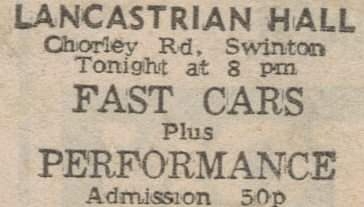 LANCASTRIAN HALL
Chorley Rd, Swinton
Tonight at 8 pm
FAST CARS
Plus
PERFORMANCE
Admission 50p